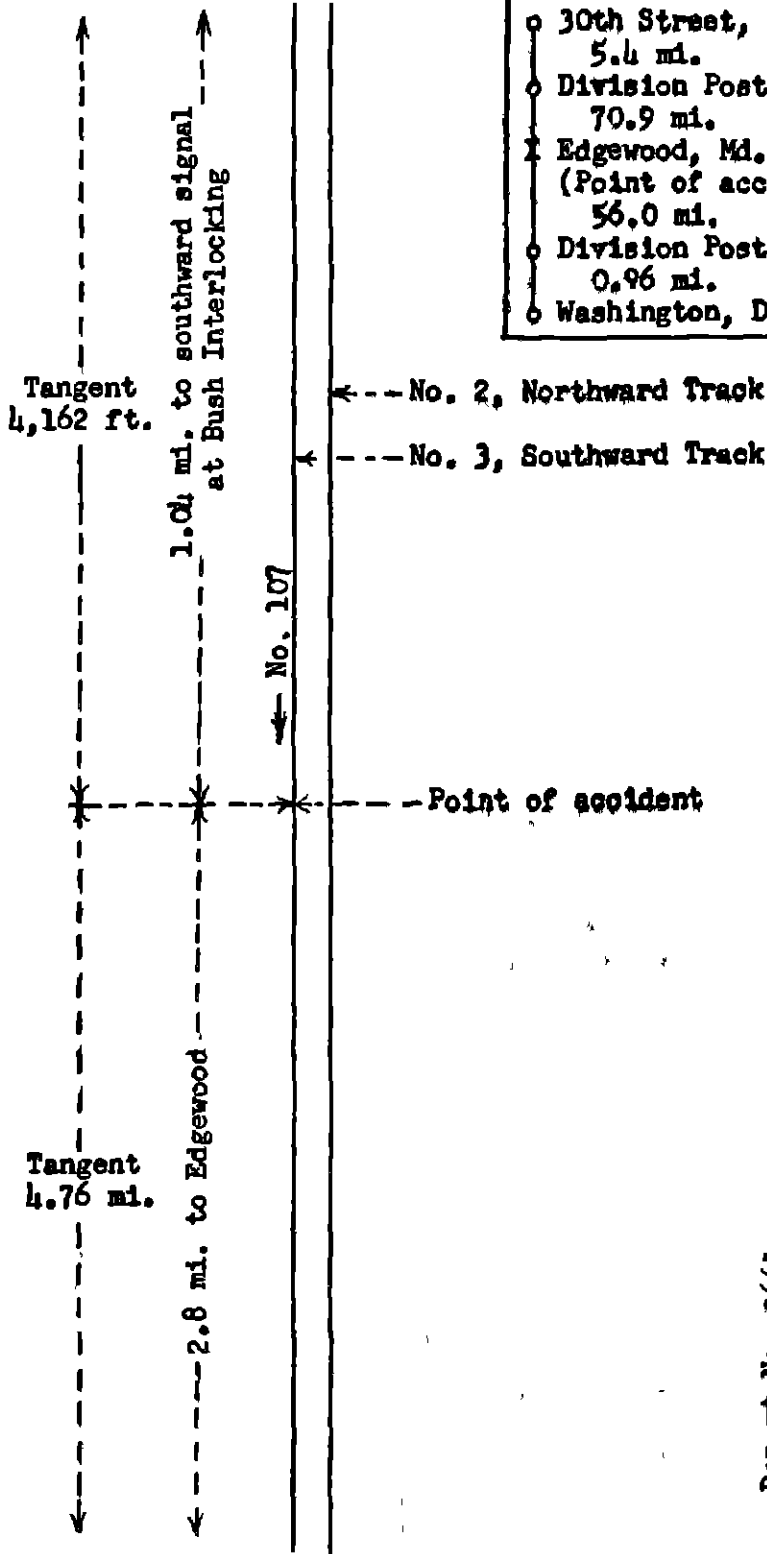 30th Street,
5.4 mi.
Division Post
70.9 mi.
Edgewood, Md.
(Point of acc
56.0 mi.
Division Post
0.96 mi.
Washington, D
Tangent
4,162 ft.
1.04 mi. to southward signal
at Bush Interlocking
No. 2, Northward Track
No. 3, Southward Track
No. 107
Point of accident
Tangent
4.76 mi.
2.8 mi. to Edgewood